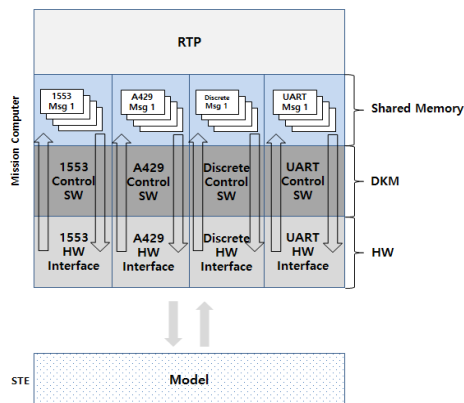 RTP
Mission Computer
1553
Msg 1
A429
Msg 1
Discrete
Msg 1
UART
Msg 1
Shared Memory
1553
Control
SW
A429
Control
SW
Discrete
Control
SW
UART
Control
SW
DKM
1553
HW
Interface
A429
HW
Interface
Discrete
HW
Interface
UART
HW
Interface
HW
STE
Model